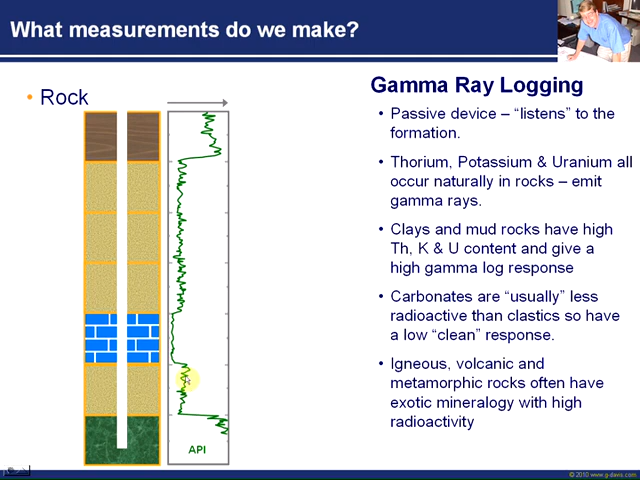 What measurements do we make?
• Rock
Gamma Ray Logging
• Passive device – “listens” to the
formation.
• Thorium, Potassium & Uranium all
occur naturally in rocks – emit
gamma rays.
• Clays and mud rocks have high
Th, K & U content and give a
high gamma log response
• Carbonates are “usually” less
radioactive than clastics so have
a low “clean” response.
• Igneous, volcanic and
metamorphic rocks often have
exotic mineralogy with high
radioactivity
API
© 2010 www.g-daws.com